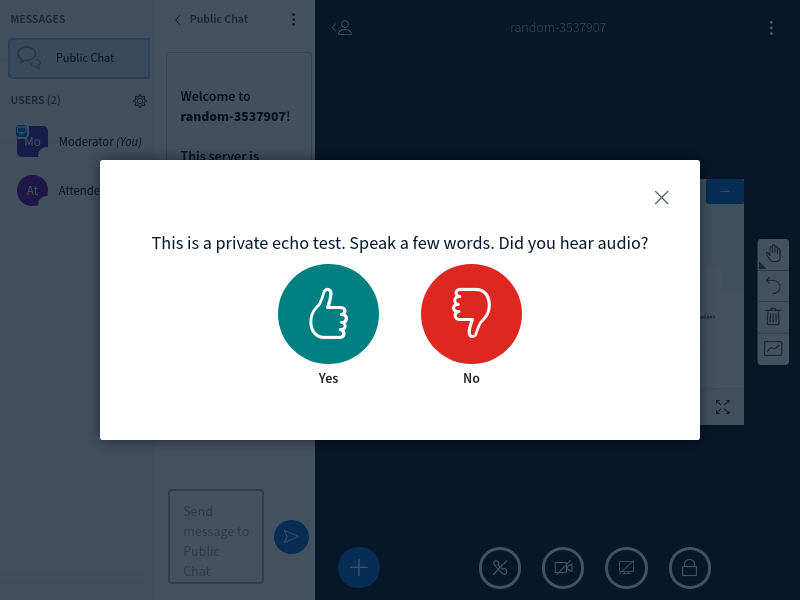 MESSAGES
Public Chat
USERS (2)
Mo
Moderator (You)
At
Attende
Public Chat
Welcome to
random-3537907!
This server is
Send
message to
Public
Chat
random-3537907
This is a private echo test. Speak a few words. Did you hear audio?
Yes
No